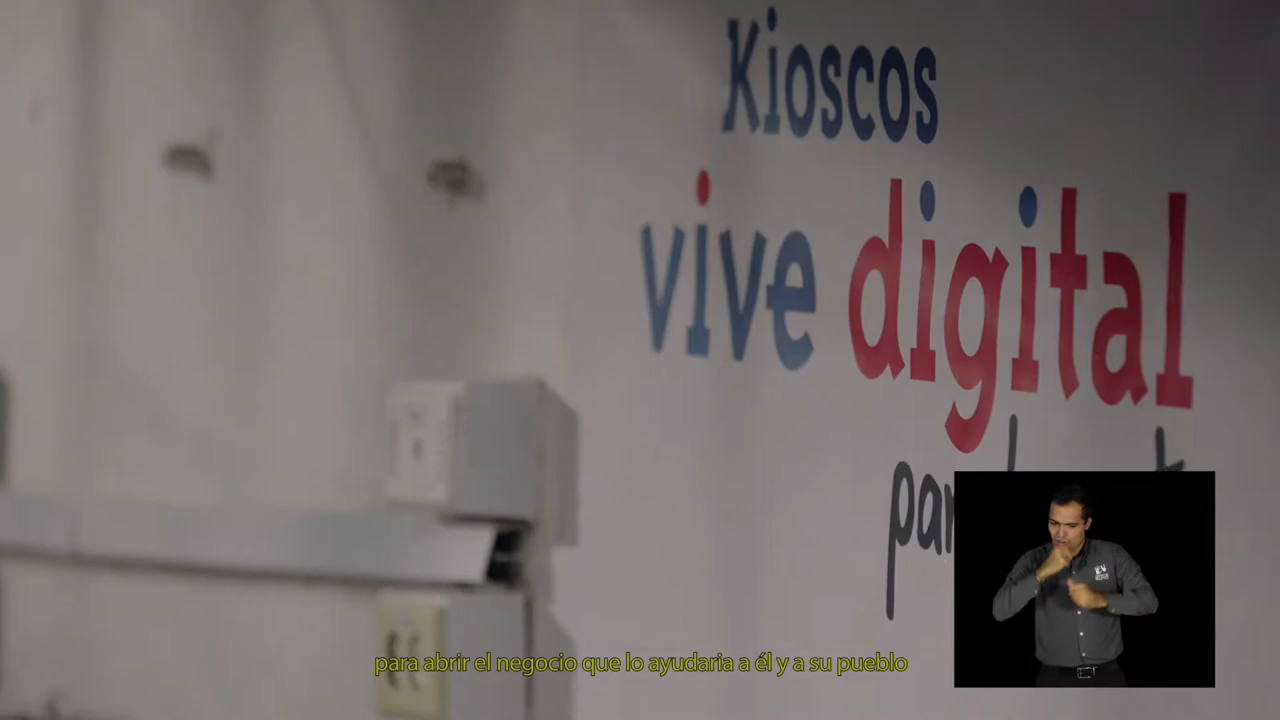 Kioscos
vive digital
para abrir el negocio que lo ayudaria a él y a su pueblo